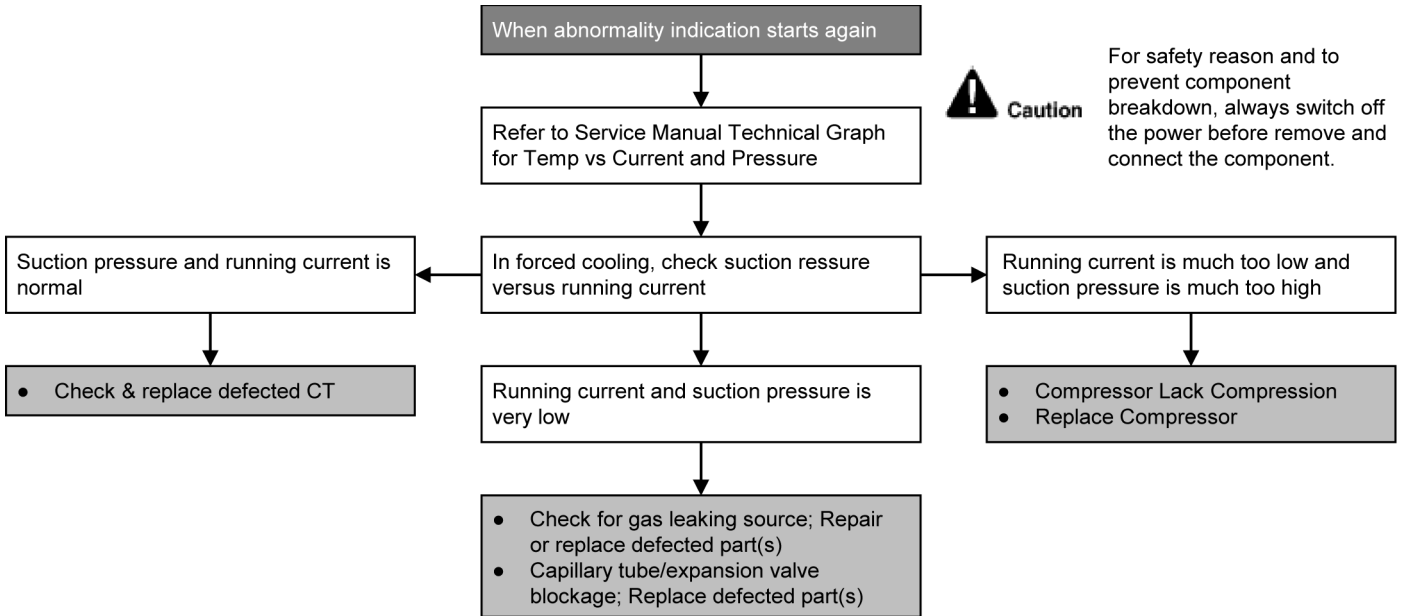 When abnormality indication starts again
For safety reason and to
prevent component
breakdown, always switch off
the power before remove and
connect the component.
Caution
Refer to Service Manual Technical Graph
for Temp vs Current and Pressure
Suction pressure and running current is
normal
In forced cooling, check suction ressure
versus running current
Running current is much too low and
suction pressure is much too high
● Check & replace defected CT
Running current and suction pressure is
very low
● Compressor Lack Compression
● Replace Compressor
● Check for gas leaking source; Repair
or replace defected part(s)
● Capillary tube/expansion valve
blockage; Replace defected part(s)